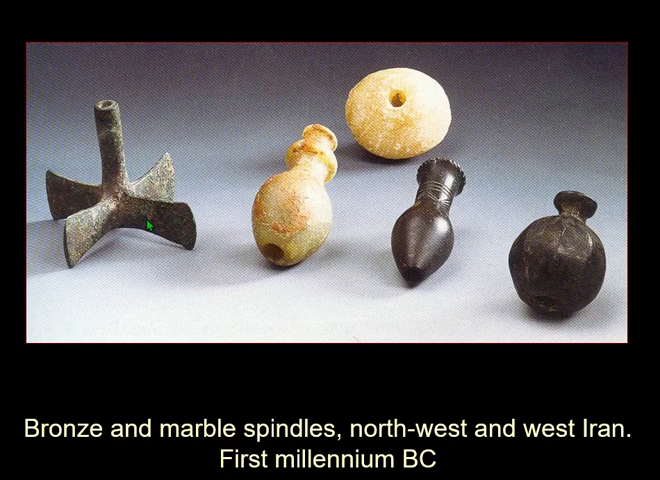 Bronze and marble spindles, north-west and west Iran.
First millennium BC